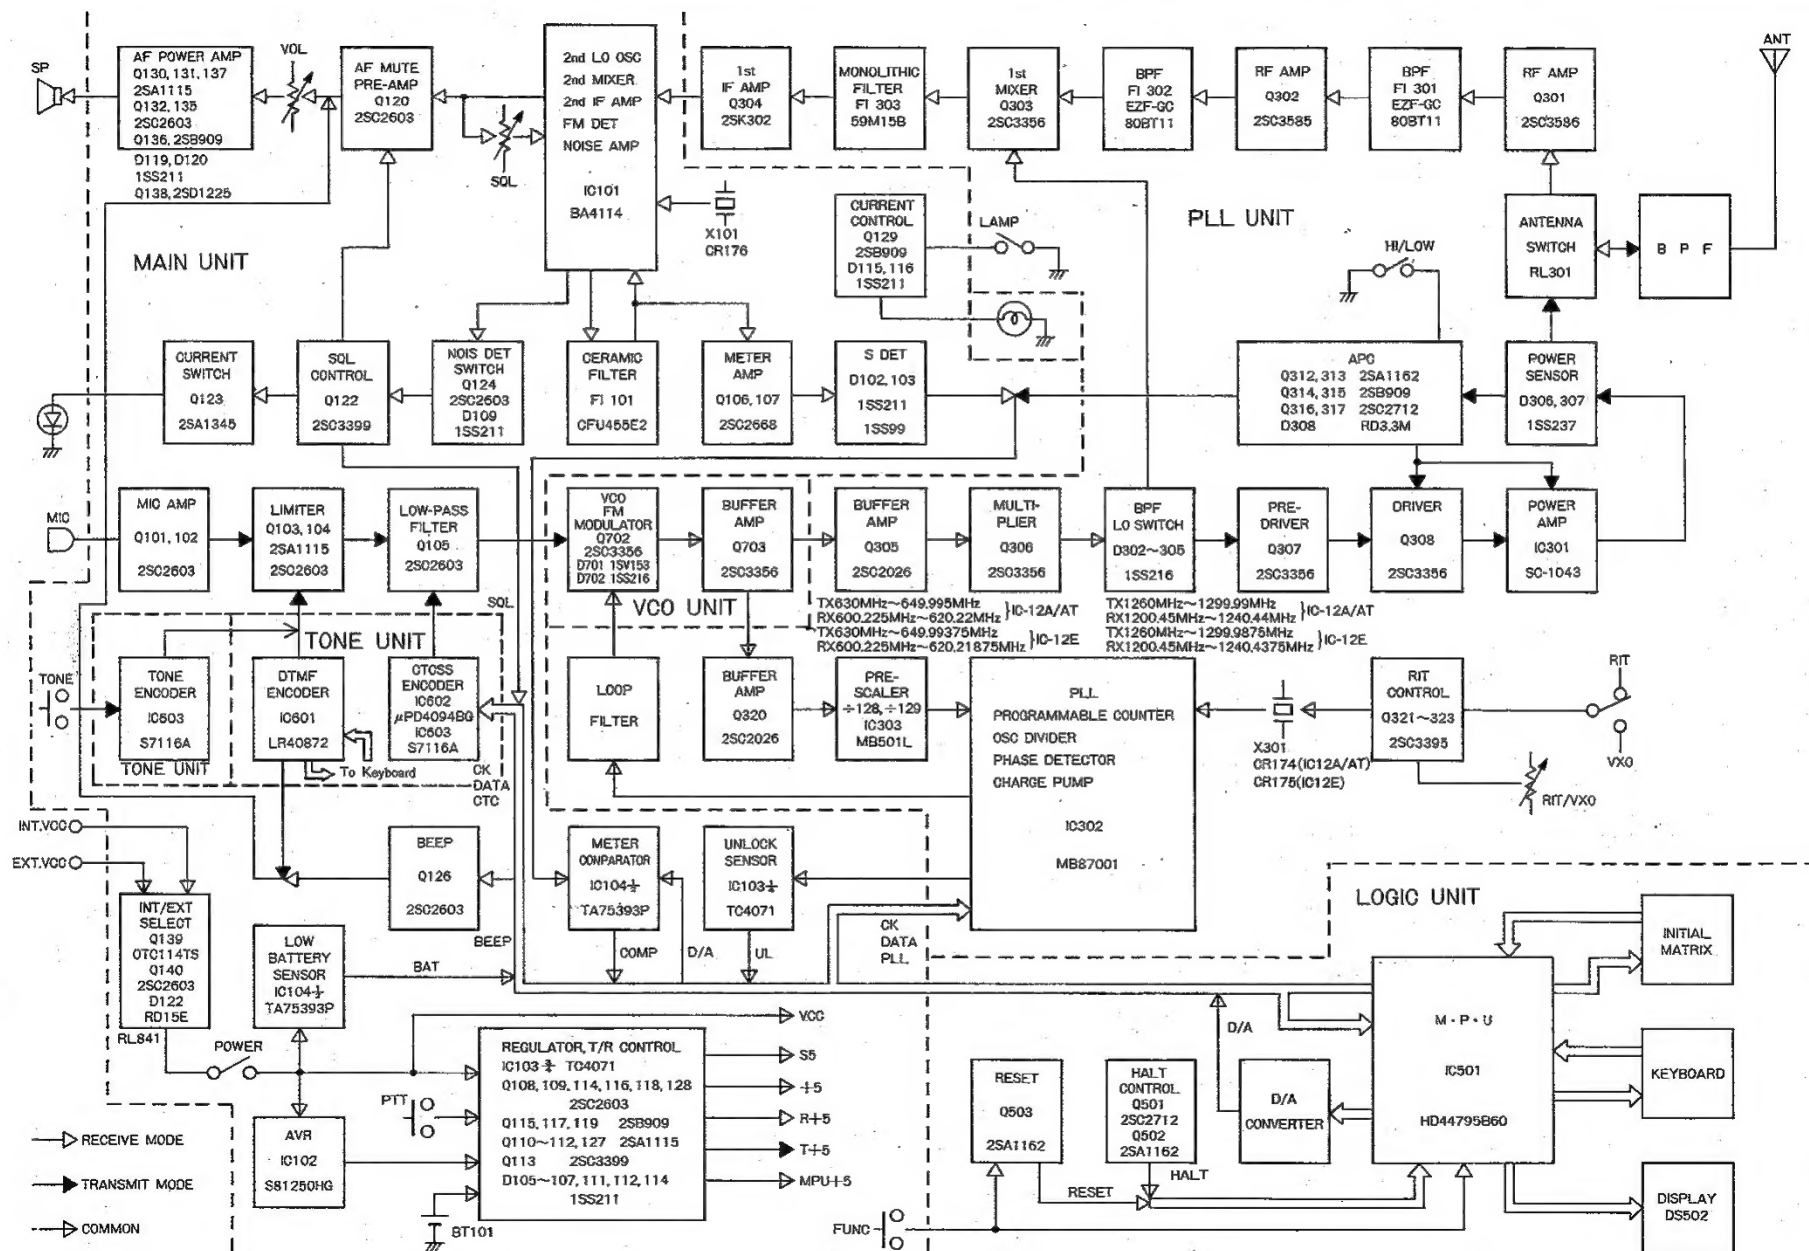 SP
AF POWER AMP
Q130, 131, 137
2SA1115
Q132, 135
2SC2603
Q136, 2SB909
D119, D120
1SS211
Q138, 2SD1225
VOL
AF MUTE
PRE-AMP
Q120
2SC2603
SQL
2nd LO OSC
2nd MIXER
2nd IF AMP
FM DET
NOISE AMP
IC101
BA4114
X101
CR176
1st
IF AMP
Q304
2SK302
MONOLITHIC
FILTER
FI 303
59M15B
1st
MIXER
Q303
2SC3356
BPF
FI 302
EZF-GC
80BT11
RF AMP
Q302
2SC3585
BPF
FI 301
EZF-GC
80BT11
RF AMP
Q301
2SC3586
ANT
MAIN UNIT
CURRENT
CONTROL
Q129
2SB909
D115, 116
1SS211
LAMP
PLL UNIT
HI/LOW
ANTENNA
SWITCH
RL301
B P F
CURRENT
SWITCH
Q123
2SA1345
SQL
CONTROL
Q122
2SC3399
NOIS DET
SWITCH
Q124
2SC2603
D109
1SS211
CERAMIC
FILTER
FI 101
CFU455E2
METER
AMP
Q106, 107
2SC2668
S DET
D102, 103
1SS211
1SS99
APC
Q312, 313 2SA1162
Q314, 315 2SB909
Q316, 317 2SC2712
D308 RD3.3M
POWER
SENSOR
D306, 307
1SS237
MIC
MIC AMP
Q101, 102
2SC2603
LIMITER
Q103, 104
2SA1115
2SC2603
LOW-PASS
FILTER
Q105
2SC2603
VCO
FM
MODULATOR
Q702
2SC3356
D701 1SV153
D702 1SS216
BUFFER
AMP
Q703
2SC3356
BUFFER
AMP
Q305
2SC2026
MULTI-
PLIER
Q306
2SC3356
BPF
LO SWITCH
D302~305
1SS216
PRE-
DRIVER
Q307
2SC3356
DRIVER
Q308
2SC3356
POWER
AMP
IC301
SC-1043
SQL
VCO UNIT
TX630MHz~649.995MHz
RX600.225MHz~620.22MHz }IC-12A/AT
TX630MHz~649.99375MHz
RX600.225MHz~620.21875MHz }IC-12E
TX1260MHz~1299.99MHz
RX1200.45MHz~1240.44MHz }IC-12A/AT
TX1260MHz~1299.9875MHz
RX1200.45MHz~1240.4375MHz }IC-12E
TONE UNIT
TONE
TONE
ENCODER
IC603
S7116A
TONE UNIT
DTMF
ENCODER
IC601
LR40872
To Keyboard
CTCSS
ENCODER
IC602
μPD4094BG
IC603
S7116A
CK
DATA
CTC
LOOP
FILTER
BUFFER
AMP
Q320
2SC2026
PRE-
SCALER
÷128, ÷129
IC303
MB501L
PLL
PROGRAMMABLE COUNTER
OSC DIVIDER
PHASE DETECTOR
CHARGE PUMP
IC302
MB87001
X301
CR174(IC12A/AT)
CR175(IC12E)
RIT
CONTROL
Q321~323
2SC3395
RIT
VXO
RIT/VXO
INT.VCC
EXT.VCC
BEEP
Q126
2SC2603
BEEP
METER
CONPARATOR
IC104½
TA75393P
UNLOCK
SENSOR
IC103¼
TC4071
COMP
D/A
UL
CK
DATA
PLL
LOGIC UNIT
INT/EXT
SELECT
Q139
OTC114TS
Q140
2SC2603
D122
RD15E
RL841
LOW
BATTERY
SENSOR
IC104½
TA75393P
BAT
POWER
INITIAL
MATRIX
M・P・U
IC501
HD44795B60
KEYBOARD
DISPLAY
DS502
D/A
D/A
CONVERTER
REGULATOR, T/R CONTROL
IC103¾ TC4071
Q108, 109, 114, 116, 118, 128
2SC2603
Q115, 117, 119 2SB909
Q110~112, 127 2SA1115
Q113 2SC3399
D105~107, 111, 112, 114
1SS211
VCC
S5
+5
R+5
T+5
MPU+5
PTT
AVR
IC102
S81250HG
BT101
RESET
Q503
2SA1162
HALT
CONTROL
Q501
2SC2712
Q502
2SA1162
HALT
RESET
FUNC
RECEIVE MODE
TRANSMIT MODE
COMMON